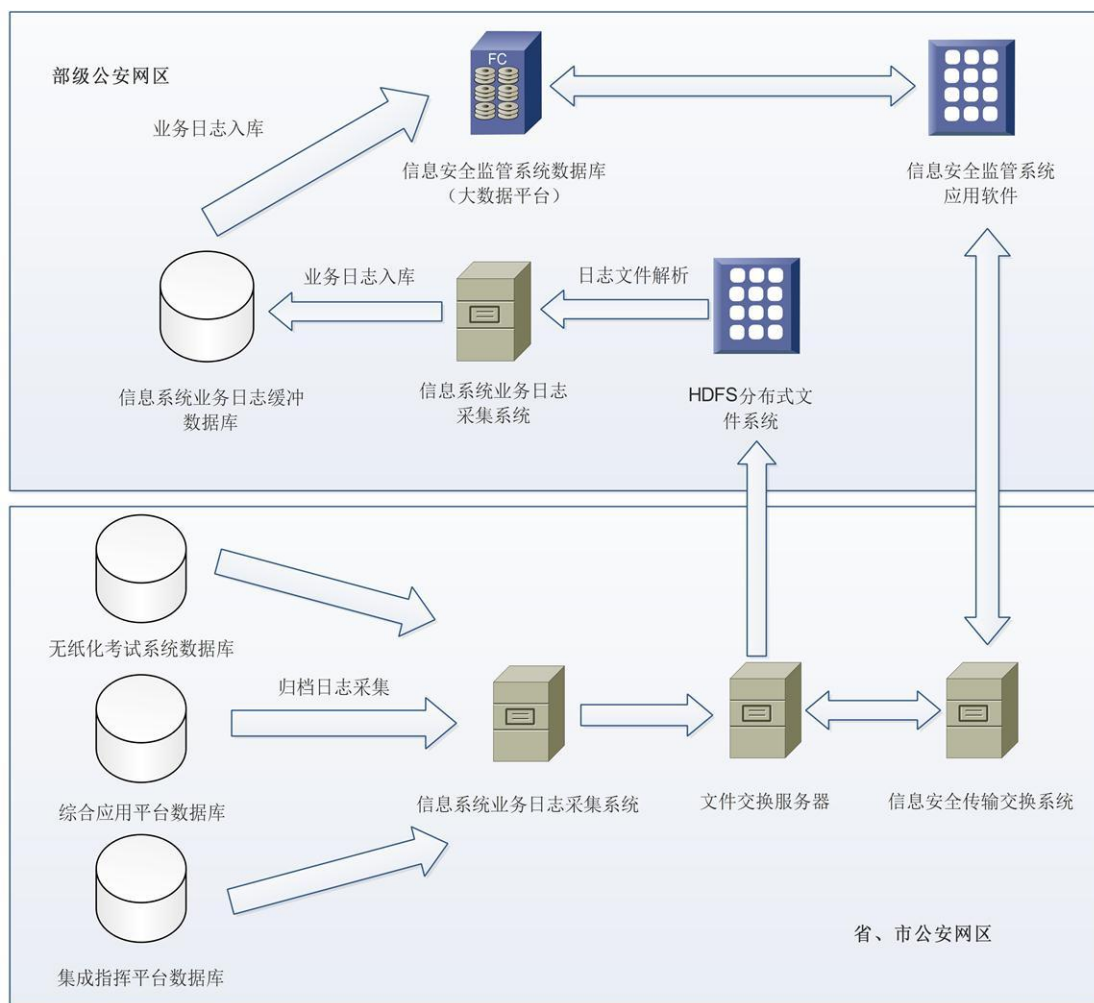 部级公安网区
FC
业务日志入库
信息安全监管系统数据库
（大数据平台）
信息安全监管系统
应用软件
业务日志入库
日志文件解析
信息系统业务日志缓冲
数据库
信息系统业务日志
采集系统
HDFS分布式文
件系统
无纸化考试系统数据库
归档日志采集
综合应用平台数据库
信息系统业务日志采集系统
文件交换服务器
信息安全传输交换系统
省、市公安网区
集成指挥平台数据库